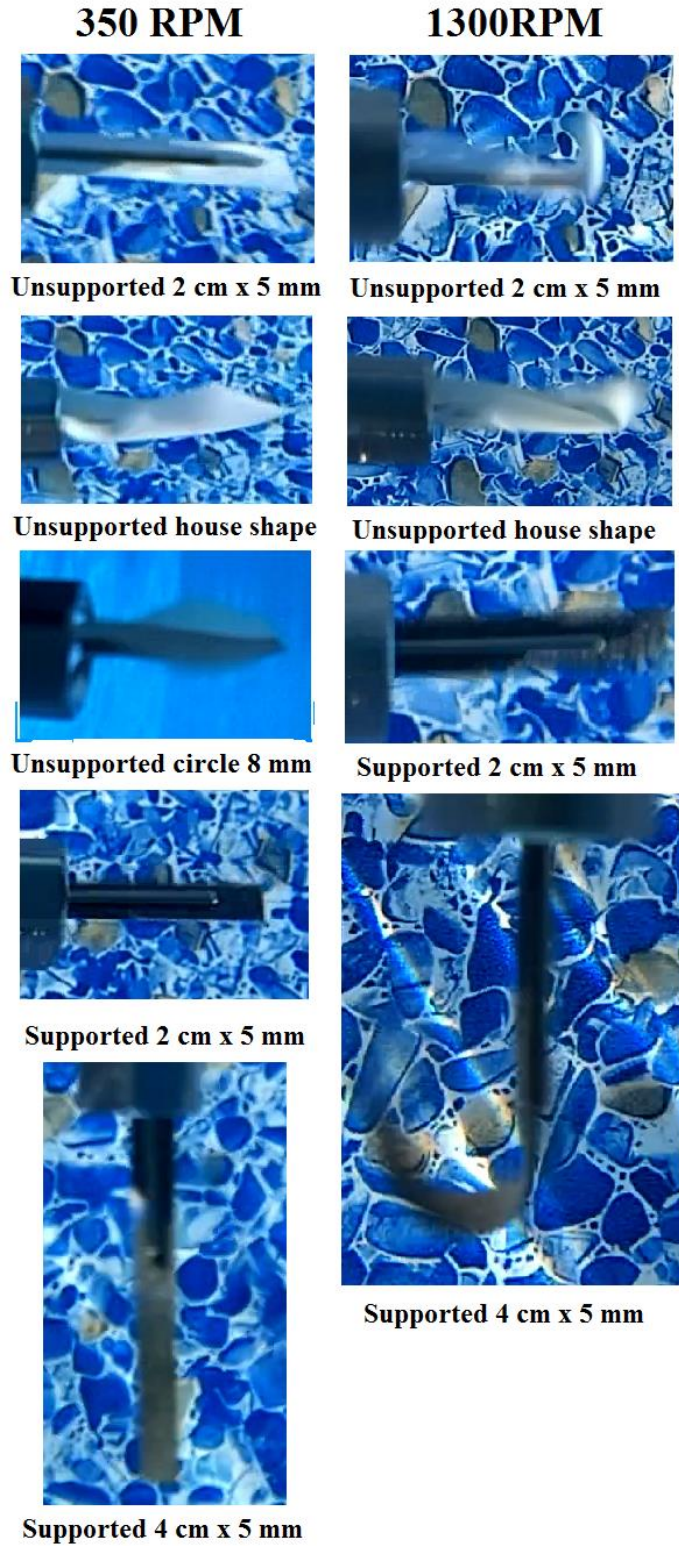 350 RPM
1300RPM
Unsupported 2 cm x 5 mm
Unsupported 2 cm x 5 mm
Unsupported house shape
Unsupported house shape
Unsupported circle 8 mm
Supported 2 cm x 5 mm
Supported 2 cm x 5 mm
Supported 4 cm x 5 mm
Supported 4 cm x 5 mm